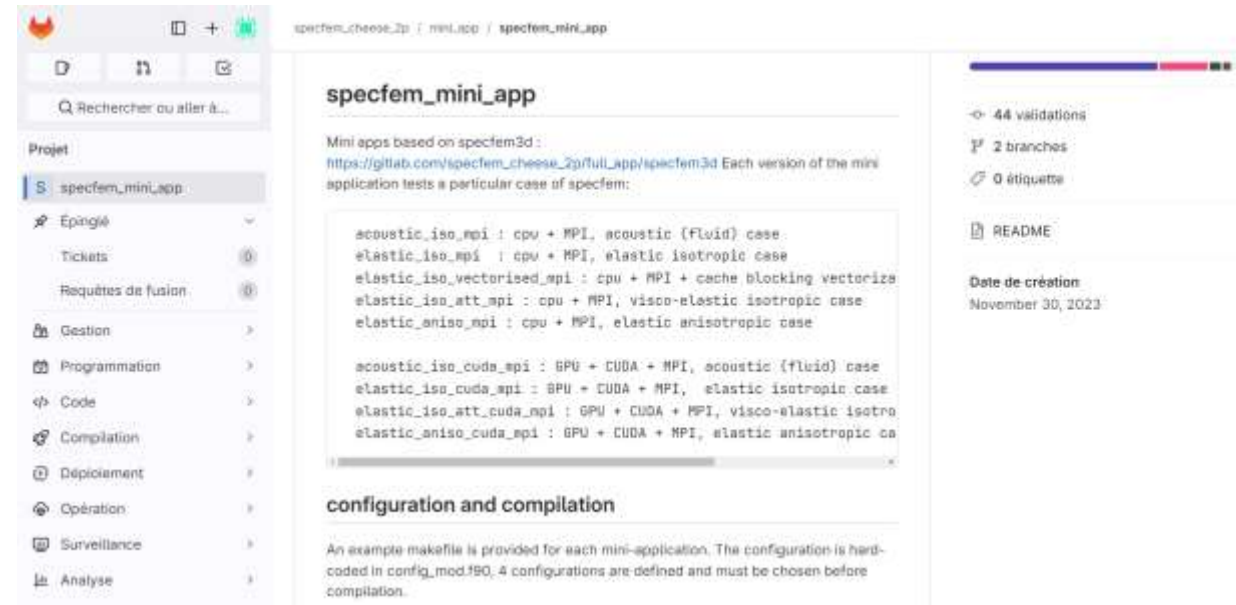 specfem_cheese_2p / mini_app / specfem_mini_app
Rechercher ou aller à...
Projet
S specfem_mini_app
Épinglé
Tickets 0
Requêtes de fusion 0
Gestion
Programmation
Code
Compilation
Déploiement
Opération
Surveillance
Analyse
specfem_mini_app
Mini apps based on specfem3d :
https://gitlab.com/specfem_cheese_2p/full_app/specfem3d Each version of the mini
application tests a particular case of specfem:
acoustic_iso_mpi : cpu + MPI, acoustic (fluid) case
elastic_iso_mpi : cpu + MPI, elastic isotropic case
elastic_iso_vectorised_mpi : cpu + MPI + cache blocking vectoriza
elastic_iso_att_mpi : cpu + MPI, visco-elastic isotropic case
elastic_aniso_mpi : cpu + MPI, elastic anisotropic case
acoustic_iso_cuda_mpi : GPU + CUDA + MPI, acoustic (fluid) case
elastic_iso_cuda_mpi : GPU + CUDA + MPI, elastic isotropic case
elastic_iso_att_cuda_mpi : GPU + CUDA + MPI, visco-elastic isotro
elastic_aniso_cuda_mpi : GPU + CUDA + MPI, elastic anisotropic ca
configuration and compilation
An example makefile is provided for each mini-application. The configuration is hard-
coded in config_mod.f90, 4 configurations are defined and must be chosen before
compilation.
44 validations
2 branches
0 étiquette
README
Date de création
November 30, 2023